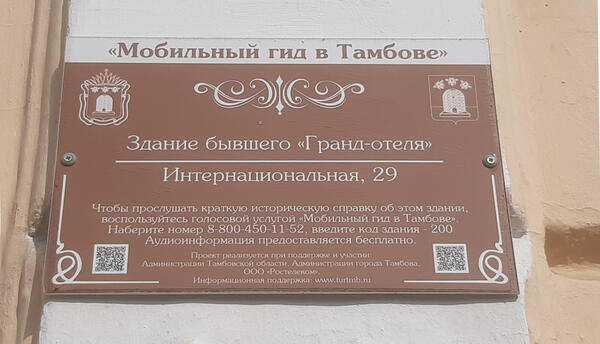 «Мобильный гид в Тамбове»
Здание бывшего «Гранд-отеля»
Интернациональная, 29
Чтобы прослушать краткую историческую справку об этом здании,
воспользуйтесь голосовой услугой «Мобильный гид в Тамбове».
Наберите номер 8-800-450-11-52, введите код здания - 200
Аудиоинформация предоставляется бесплатно.
Проект реализуется при поддержке и участии:
Администрации Тамбовской области, Администрации города Тамбова,
ООО «Ростелеком».
Информационная поддержка: www.turtmb.ru